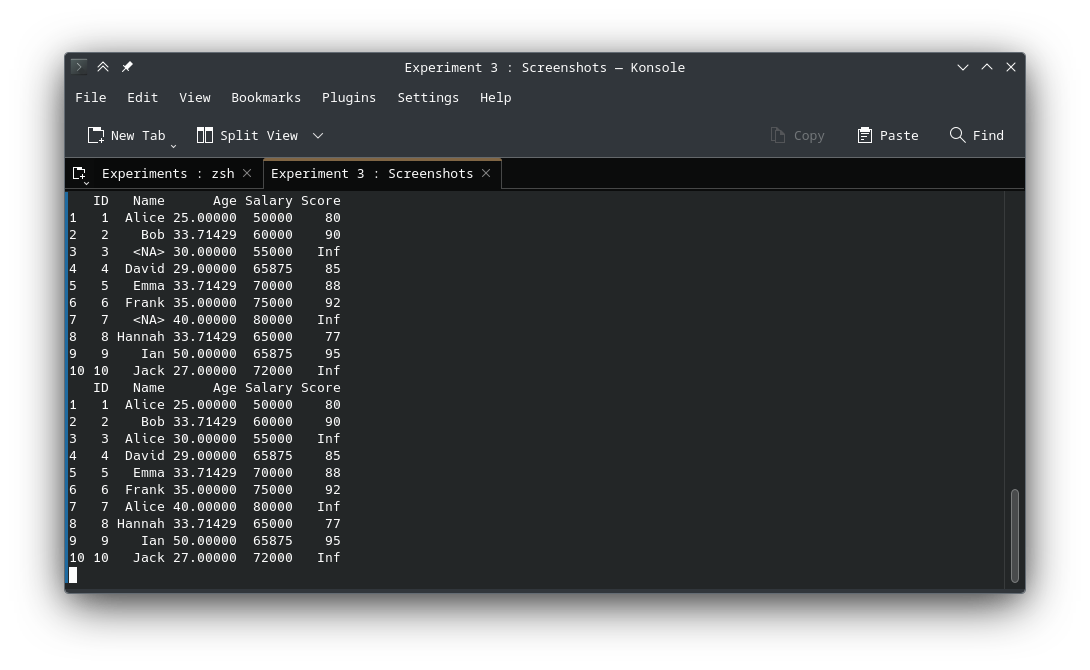 Experiment 3 : Screenshots — Konsole
File Edit View Bookmarks Plugins Settings Help
New Tab Split View Copy Paste Find
Experiments : zsh Experiment 3 : Screenshots
   ID   Name      Age Salary Score
1   1  Alice 25.00000  50000    80
2   2    Bob 33.71429  60000    90
3   3   <NA> 30.00000  55000   Inf
4   4  David 29.00000  65875    85
5   5   Emma 33.71429  70000    88
6   6  Frank 35.00000  75000    92
7   7   <NA> 40.00000  80000   Inf
8   8 Hannah 33.71429  65000    77
9   9    Ian 50.00000  65875    95
10 10   Jack 27.00000  72000   Inf
   ID   Name      Age Salary Score
1   1  Alice 25.00000  50000    80
2   2    Bob 33.71429  60000    90
3   3  Alice 30.00000  55000   Inf
4   4  David 29.00000  65875    85
5   5   Emma 33.71429  70000    88
6   6  Frank 35.00000  75000    92
7   7  Alice 40.00000  80000   Inf
8   8 Hannah 33.71429  65000    77
9   9    Ian 50.00000  65875    95
10 10   Jack 27.00000  72000   Inf